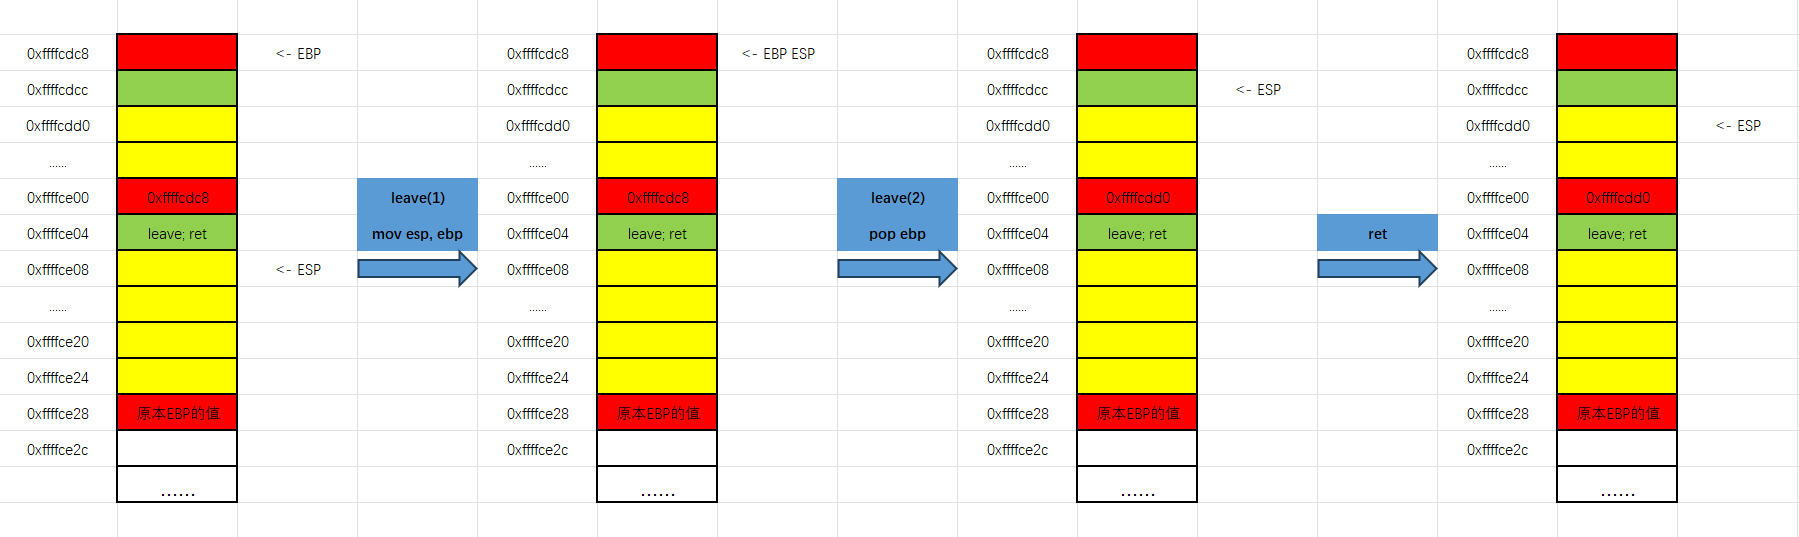 0xffffcdc8 <- EBP 0xffffcdc8 <- EBP ESP 0xffffcdc8 0xffffcdc8
0xffffcdcc 0xffffcdcc 0xffffcdcc <- ESP 0xffffcdcc
0xffffcdd0 0xffffcdd0 0xffffcdd0 0xffffcdd0 <- ESP
...... ...... ...... ......
0xffffce00 0xffffcdc8 leave(1) 0xffffce00 0xffffcdc8 leave(2) 0xffffce00 0xffffcdd0 0xffffce00 0xffffcdd0
0xffffce04 leave; ret mov esp, ebp 0xffffce04 leave; ret pop ebp 0xffffce04 leave; ret ret 0xffffce04 leave; ret
0xffffce08 <- ESP 0xffffce08 0xffffce08 0xffffce08
...... ...... ...... ......
0xffffce20 0xffffce20 0xffffce20 0xffffce20
0xffffce24 0xffffce24 0xffffce24 0xffffce24
0xffffce28 原本EBP的值 0xffffce28 原本EBP的值 0xffffce28 原本EBP的值 0xffffce28 原本EBP的值
0xffffce2c 0xffffce2c 0xffffce2c 0xffffce2c
...... ...... ...... ......